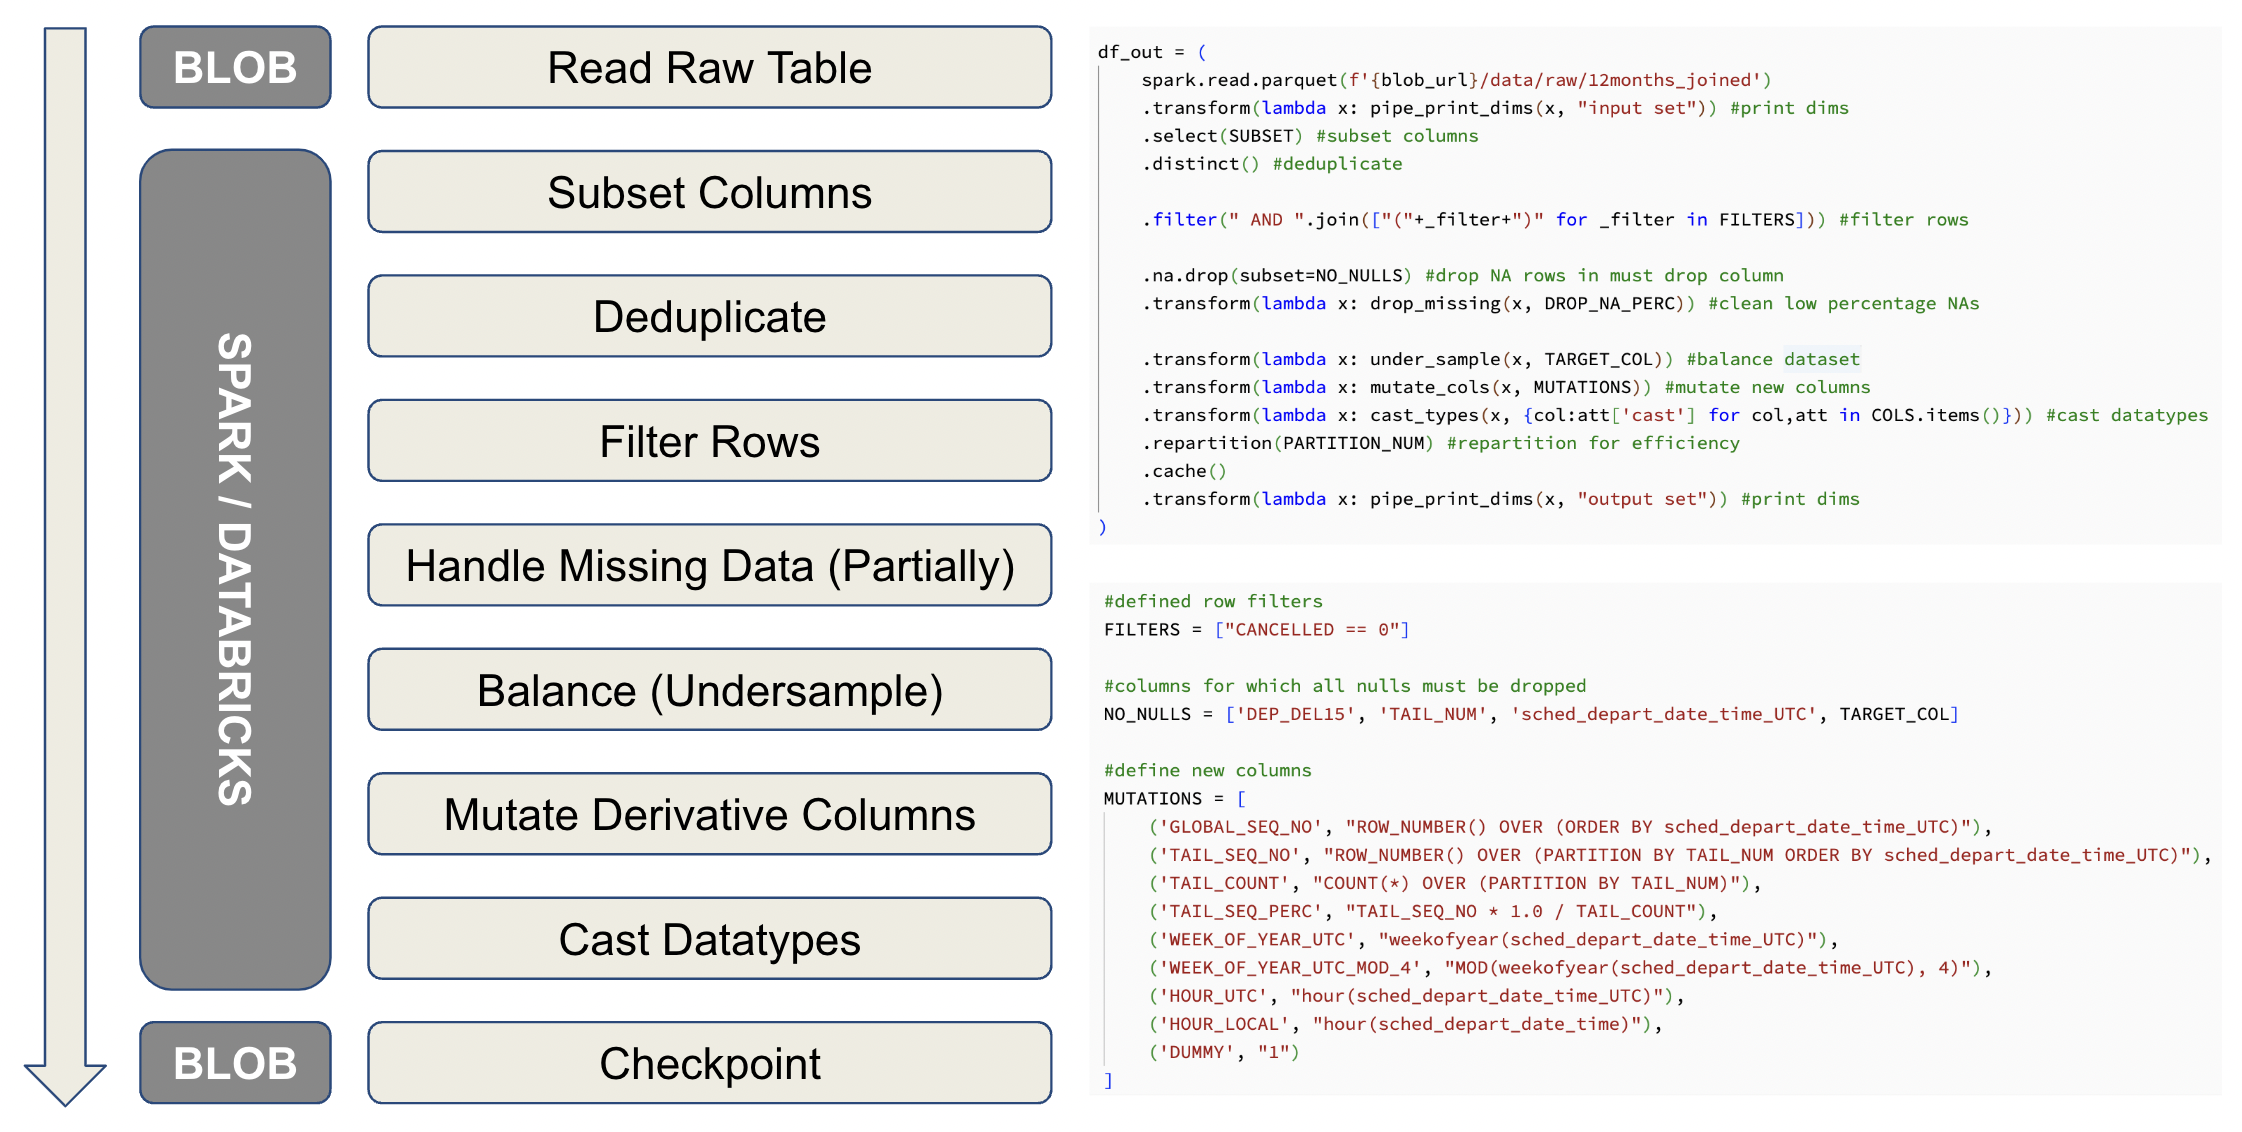 BLOB
Read Raw Table
SPARK / DATABRICKS
Subset Columns
Deduplicate
Filter Rows
Handle Missing Data (Partially)
Balance (Undersample)
Mutate Derivative Columns
Cast Datatypes
BLOB
Checkpoint
df_out = (
    spark.read.parquet(f'{blob_url}/data/raw/12months_joined')
    .transform(lambda x: pipe_print_dims(x, "input set")) #print dims
    .select(SUBSET) #subset columns
    .distinct() #deduplicate
    .filter(" AND ".join(["("+_filter+")" for _filter in FILTERS])) #filter rows
    .na.drop(subset=NO_NULLS) #drop NA rows in must drop column
    .transform(lambda x: drop_missing(x, DROP_NA_PERC)) #clean low percentage NAs
    .transform(lambda x: under_sample(x, TARGET_COL)) #balance dataset
    .transform(lambda x: mutate_cols(x, MUTATIONS)) #mutate new columns
    .transform(lambda x: cast_types(x, {col:att['cast'] for col,att in COLS.items()})) #cast datatypes
    .repartition(PARTITION_NUM) #repartition for efficiency
    .cache()
    .transform(lambda x: pipe_print_dims(x, "output set")) #print dims
)
#defined row filters
FILTERS = ["CANCELLED == 0"]
#columns for which all nulls must be dropped
NO_NULLS = ['DEP_DEL15', 'TAIL_NUM', 'sched_depart_date_time_UTC', TARGET_COL]
#define new columns
MUTATIONS = [
    ('GLOBAL_SEQ_NO', "ROW_NUMBER() OVER (ORDER BY sched_depart_date_time_UTC)"),
    ('TAIL_SEQ_NO', "ROW_NUMBER() OVER (PARTITION BY TAIL_NUM ORDER BY sched_depart_date_time_UTC)"),
    ('TAIL_COUNT', "COUNT(*) OVER (PARTITION BY TAIL_NUM)"),
    ('TAIL_SEQ_PERC', "TAIL_SEQ_NO * 1.0 / TAIL_COUNT"),
    ('WEEK_OF_YEAR_UTC', "weekofyear(sched_depart_date_time_UTC)"),
    ('WEEK_OF_YEAR_UTC_MOD_4', "MOD(weekofyear(sched_depart_date_time_UTC), 4)"),
    ('HOUR_UTC', "hour(sched_depart_date_time_UTC)"),
    ('HOUR_LOCAL', "hour(sched_depart_date_time)"),
    ('DUMMY', "1")
]